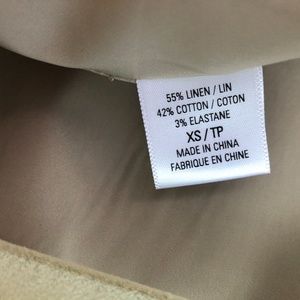 55% LINEN / LIN
42% COTTON / COTON
3% ELASTANE
XS / TP
MADE IN CHINA
FABRIQUE EN CHINE